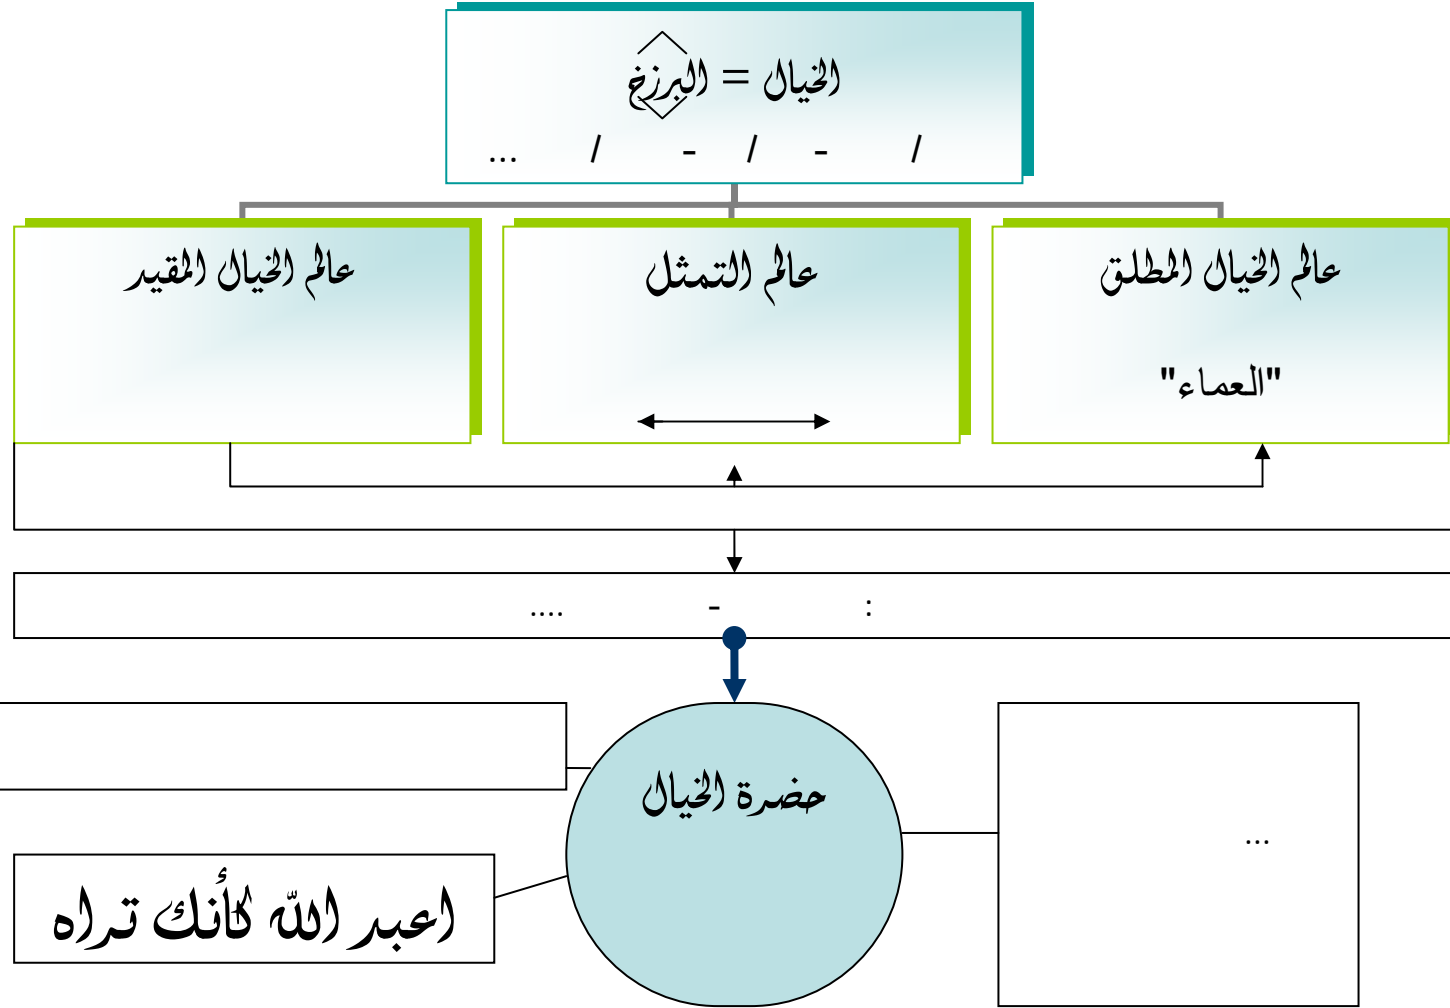 الخيال = البرزخ
/ - / - / ...
عالم الخيال المطلق
"العماء"
عالم التمثل
عالم الخيال المقيد
: - ....
حضرة الخيال
...
اعبد الله كأنك تراه